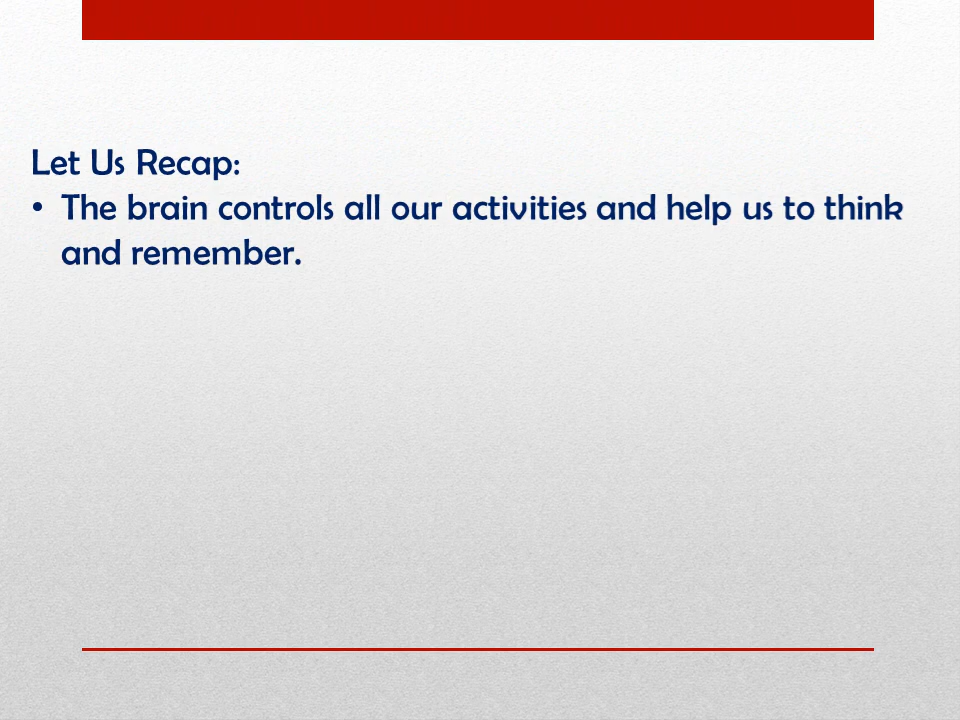 Let Us Recap:
• The brain controls all our activities and help us to think
and remember.